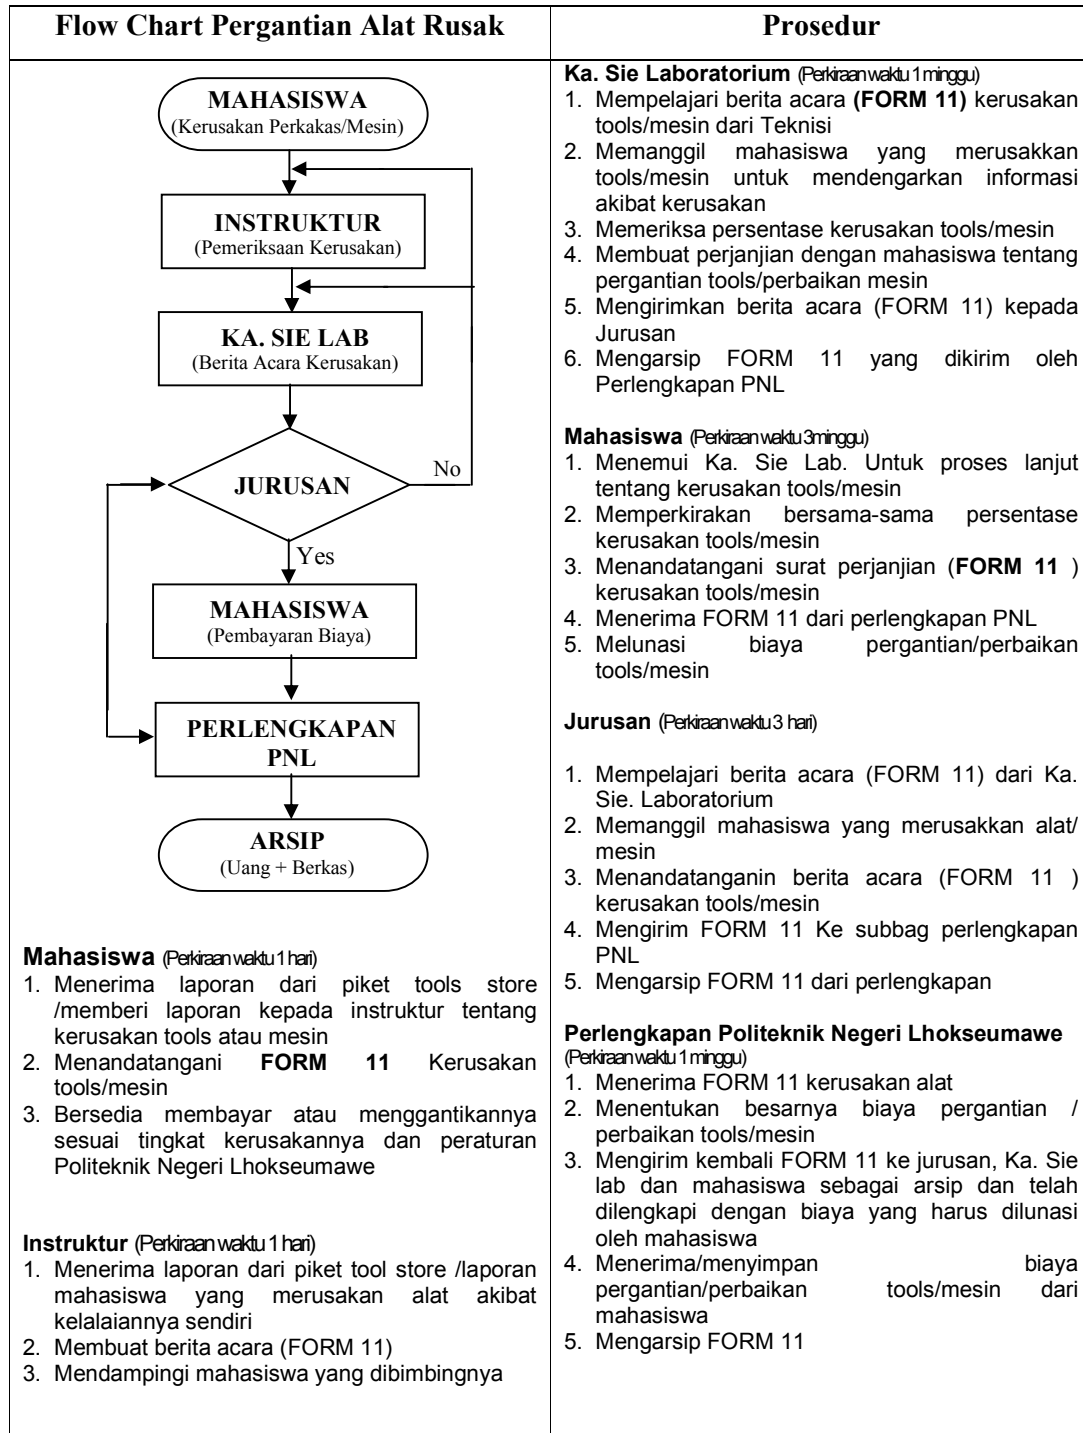 Flow Chart Pergantian Alat Rusak
MAHASISWA
(Kerusakan Perkakas/Mesin)
INSTRUKTUR
(Pemeriksaan Kerusakan)
KA. SIE LAB
(Berita Acara Kerusakan)
JURUSAN
No
Yes
MAHASISWA
(Pembayaran Biaya)
PERLENGKAPAN
PNL
ARSIP
(Uang + Berkas)
Mahasiswa (Perkiraan waktu 1 hari)
1. Menerima laporan dari piket tools store
/memberi laporan kepada instruktur tentang
kerusakan tools atau mesin
2. Menandatangani FORM 11 Kerusakan
tools/mesin
3. Bersedia membayar atau menggantikannya
sesuai tingkat kerusakannya dan peraturan
Politeknik Negeri Lhokseumawe
Instruktur (Perkiraan waktu 1 hari)
1. Menerima laporan dari piket tool store /laporan
mahasiswa yang merusakan alat akibat
kelalaiannya sendiri
2. Membuat berita acara (FORM 11)
3. Mendampingi mahasiswa yang dibimbingnya
Prosedur
Ka. Sie Laboratorium (Perkiraan waktu 1 minggu)
1. Mempelajari berita acara (FORM 11) kerusakan
tools/mesin dari Teknisi
2. Memanggil mahasiswa yang merusakkan
tools/mesin untuk mendengarkan informasi
akibat kerusakan
3. Memeriksa persentase kerusakan tools/mesin
4. Membuat perjanjian dengan mahasiswa tentang
pergantian tools/perbaikan mesin
5. Mengirimkan berita acara (FORM 11) kepada
Jurusan
6. Mengarsip FORM 11 yang dikirim oleh
Perlengkapan PNL
Mahasiswa (Perkiraan waktu 3 minggu)
1. Menemui Ka. Sie Lab. Untuk proses lanjut
tentang kerusakan tools/mesin
2. Memperkirakan bersama-sama persentase
kerusakan tools/mesin
3. Menandatangani surat perjanjian (FORM 11 )
kerusakan tools/mesin
4. Menerima FORM 11 dari perlengkapan PNL
5. Melunasi biaya pergantian/perbaikan
tools/mesin
Jurusan (Perkiraan waktu 3 hari)
1. Mempelajari berita acara (FORM 11) dari Ka.
Sie. Laboratorium
2. Memanggil mahasiswa yang merusakkan alat/
mesin
3. Menandatanganin berita acara (FORM 11 )
kerusakan tools/mesin
4. Mengirim FORM 11 Ke subbag perlengkapan
PNL
5. Mengarsip FORM 11 dari perlengkapan
Perlengkapan Politeknik Negeri Lhokseumawe
(Perkiraan waktu 1 minggu)
1. Menerima FORM 11 kerusakan alat
2. Menentukan besarnya biaya pergantian /
perbaikan tools/mesin
3. Mengirim kembali FORM 11 ke jurusan, Ka. Sie
lab dan mahasiswa sebagai arsip dan telah
dilengkapi dengan biaya yang harus dilunasi
oleh mahasiswa
4. Menerima/menyimpan biaya
pergantian/perbaikan tools/mesin dari
mahasiswa
5. Mengarsip FORM 11